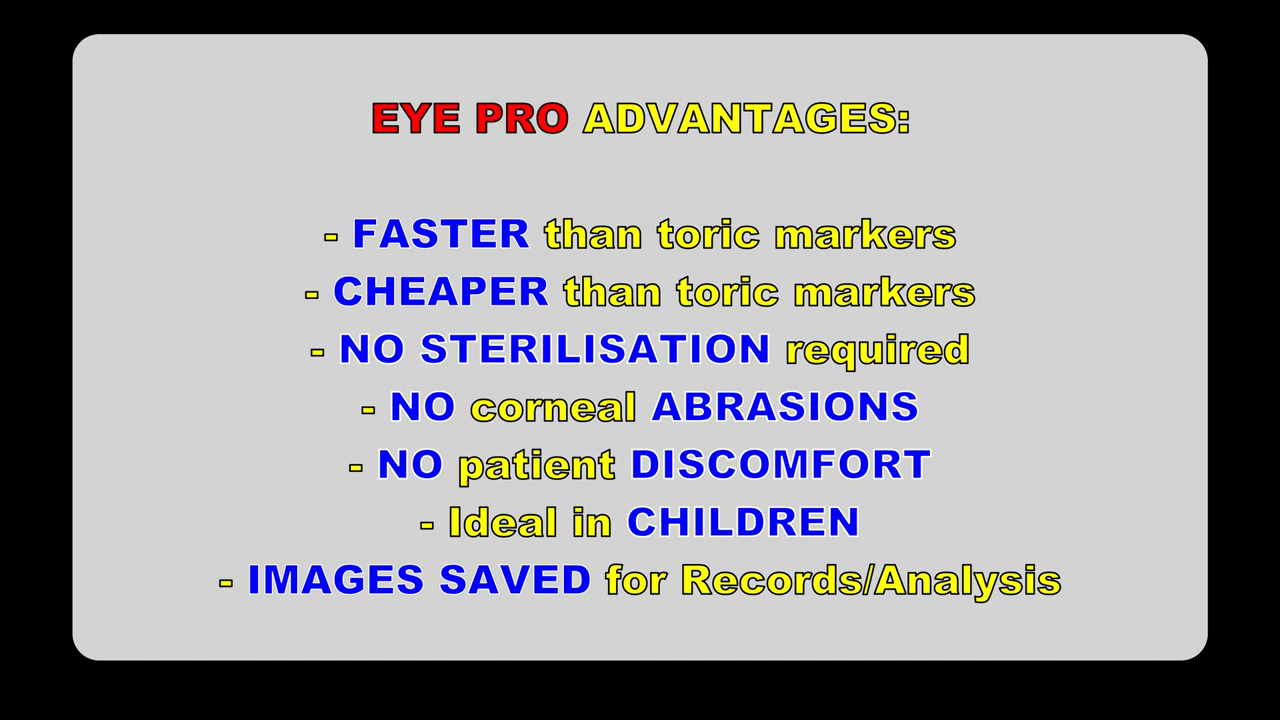 EYE PRO ADVANTAGES:
- FASTER than toric markers
- CHEAPER than toric markers
- NO STERILISATION required
- NO corneal ABRASIONS
- NO patient DISCOMFORT
- Ideal in CHILDREN
- IMAGES SAVED for Records/Analysis